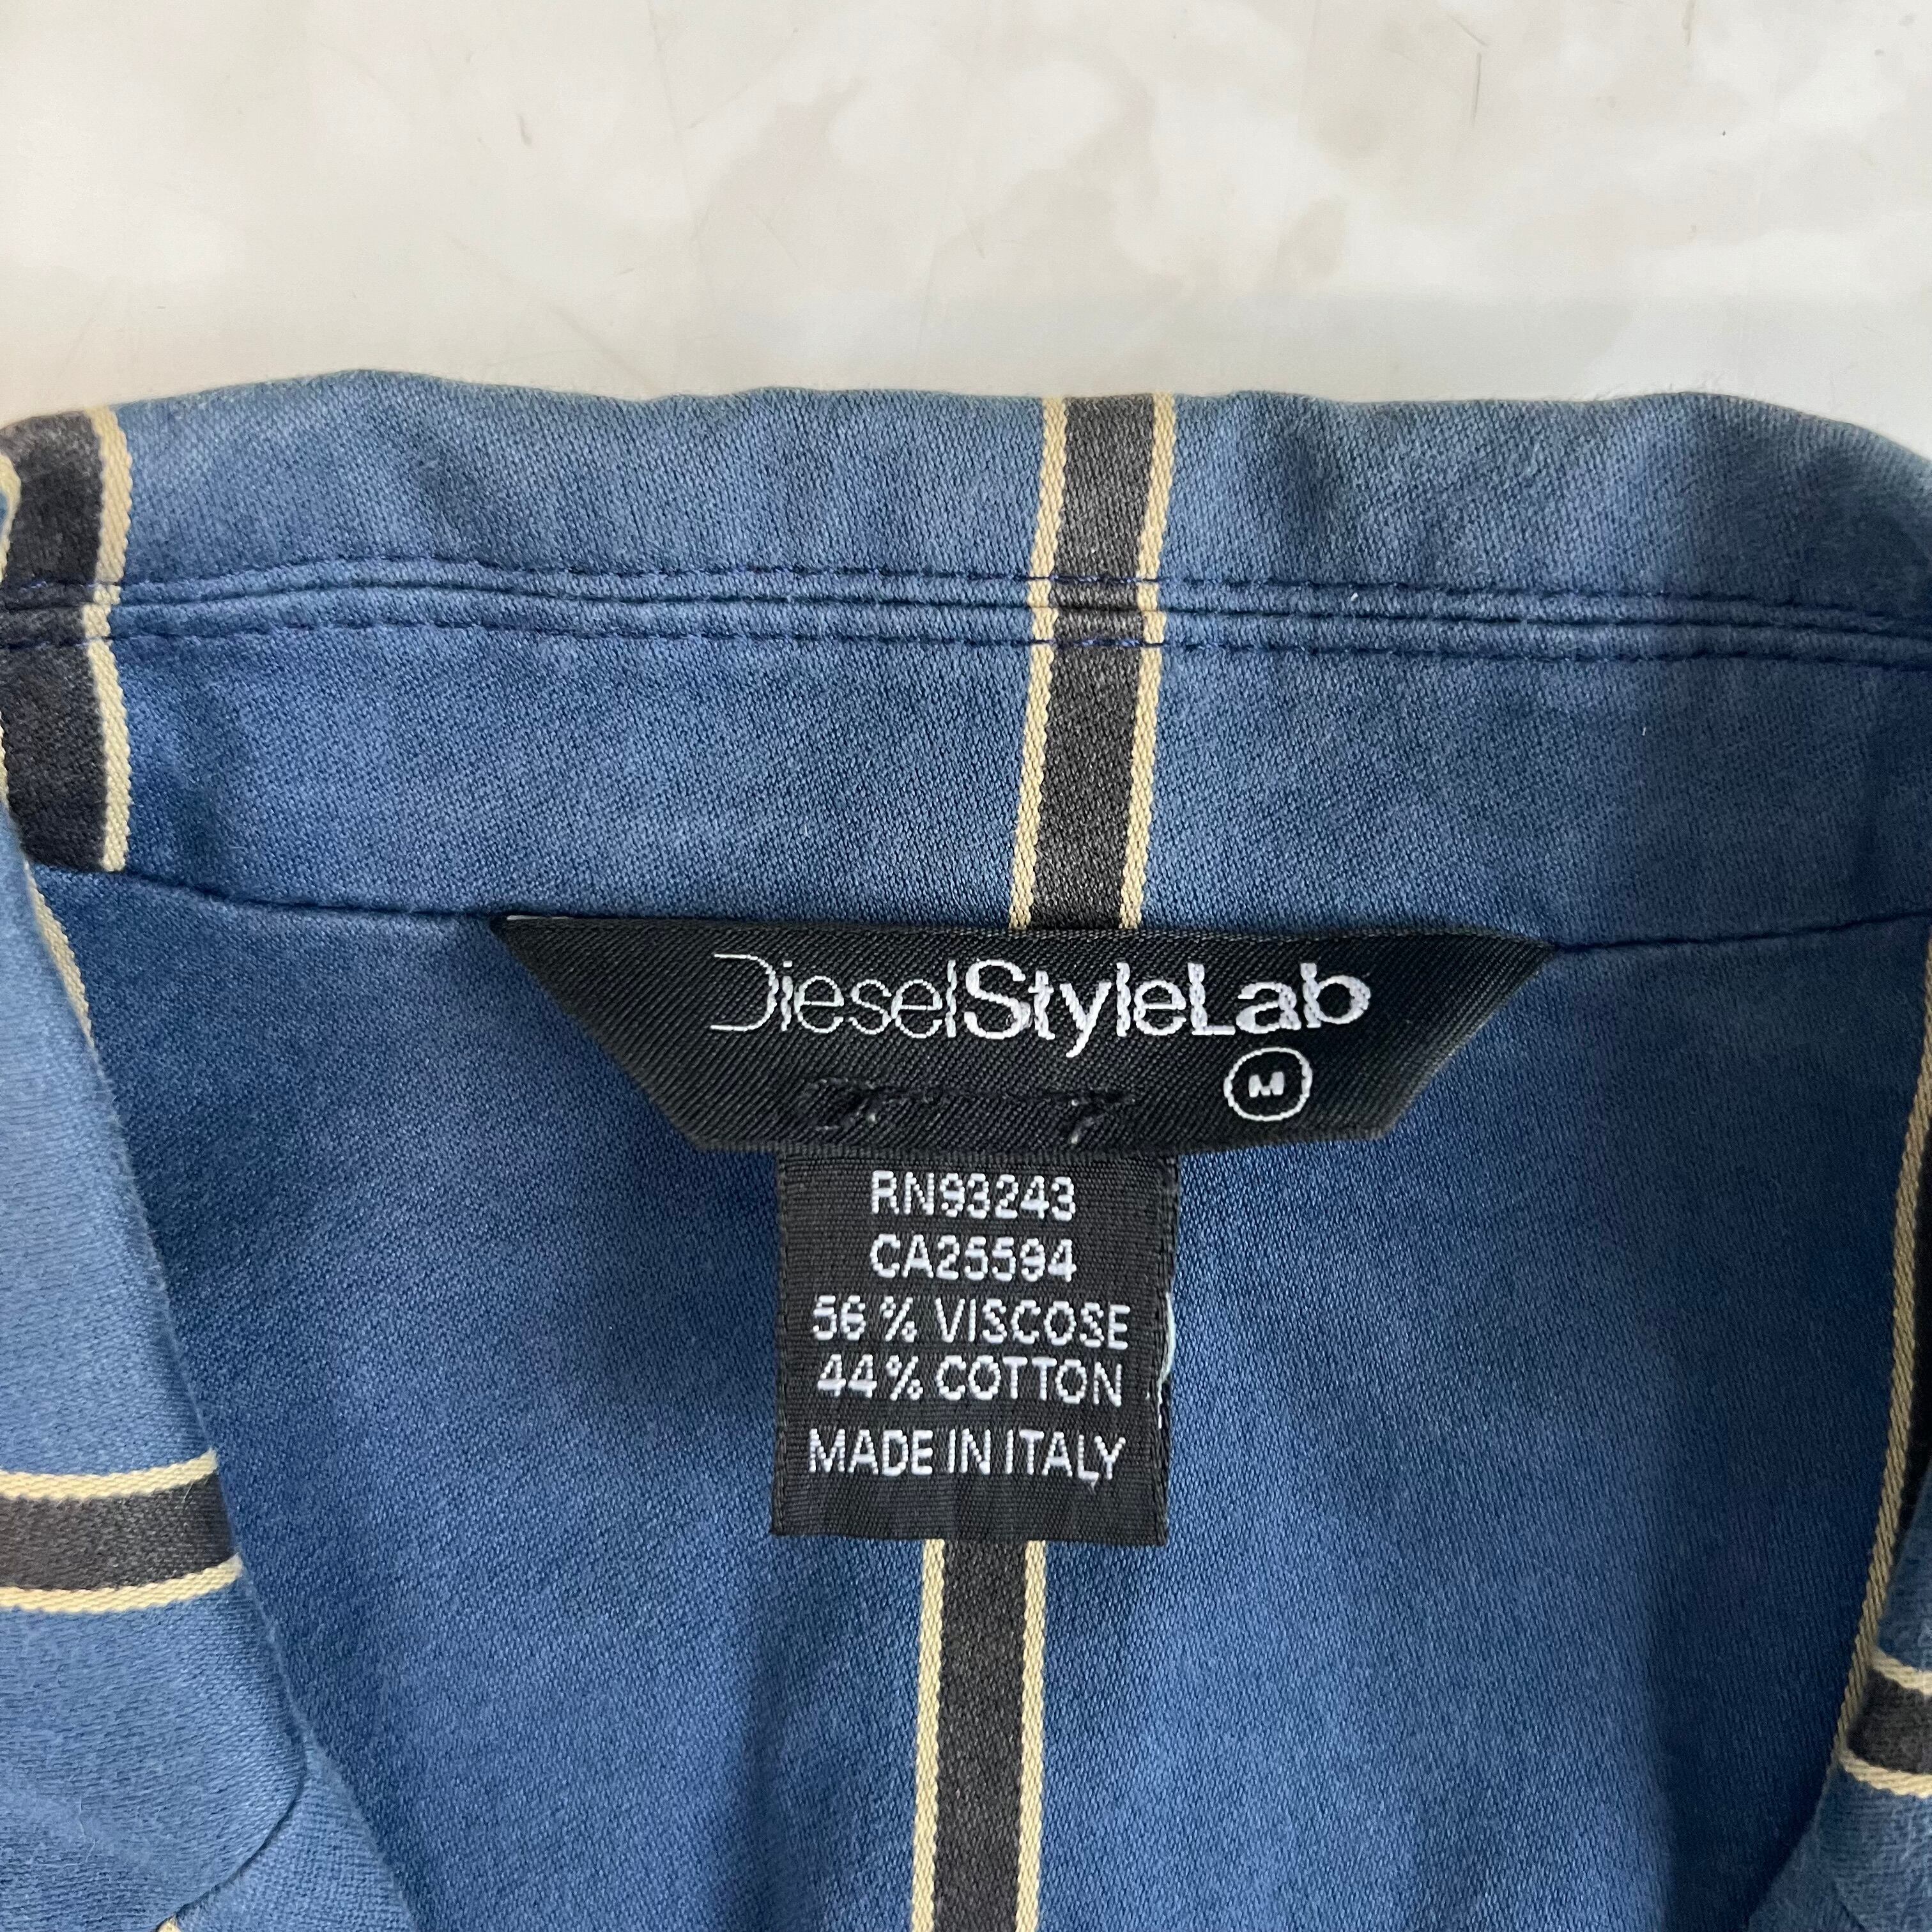 DieselStyleLab
M
RN93243
CA25594
56% VISCOSE
44% COTTON
MADE IN ITALY